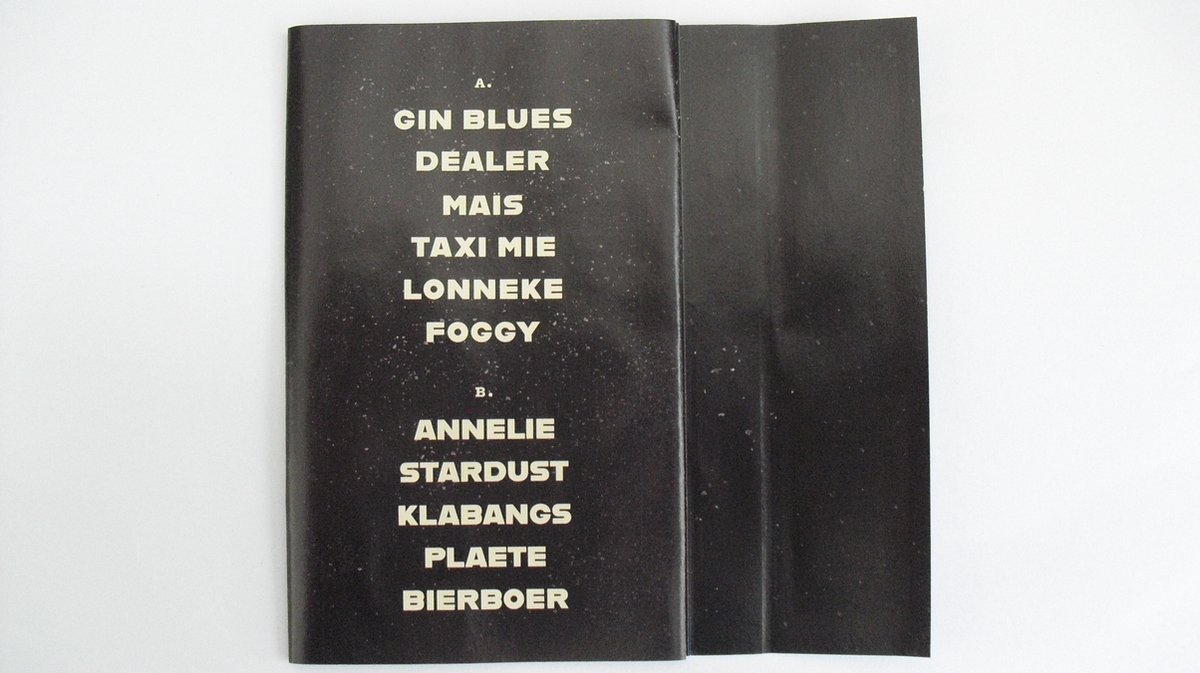 A.
GIN BLUES
DEALER
MAÏS
TAXI MIE
LONNEKE
FOGGY
B.
ANNELIE
STARDUST
KLABANGS
PLAETE
BIERBOER